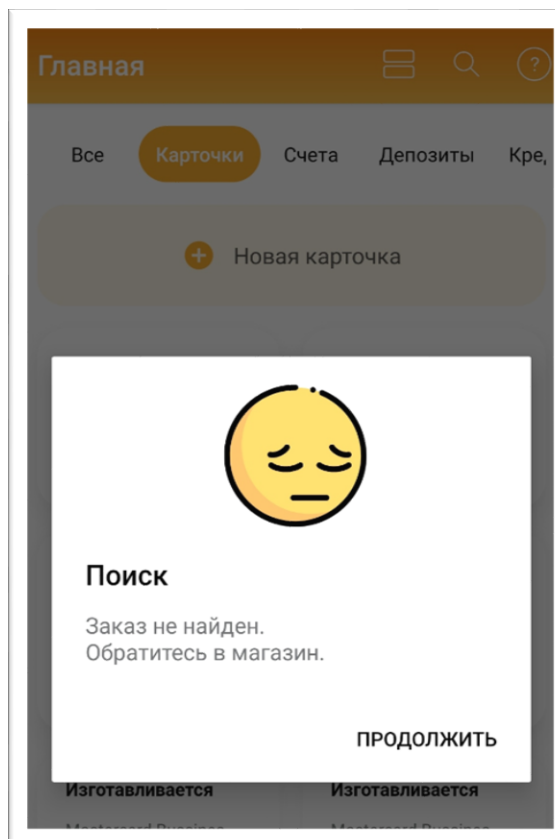 Главная
?
Все Карточки Счета Депозиты Кре
Новая карточка
Поиск
Заказ не найден.
Обратитесь в магазин.
ПРОДОЛЖИТЬ
Изготавливается Изготавливается